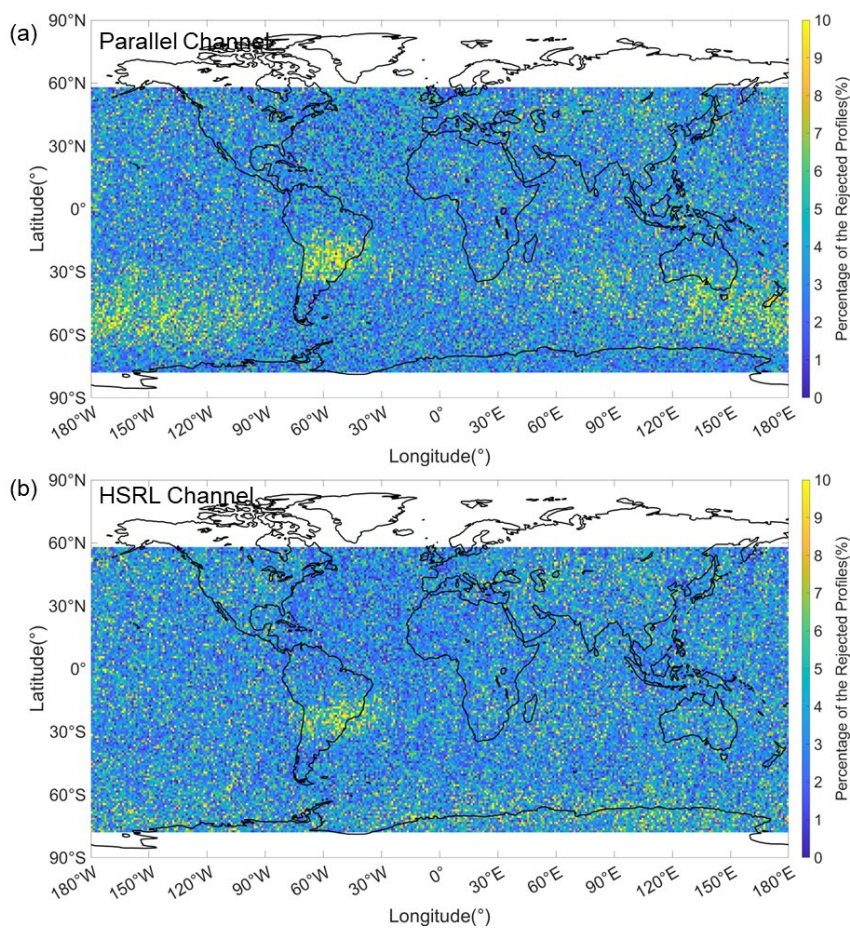 (a)
Parallel Channel
90°N
60°N
30°N
0°
30°S
60°S
90°S
Latitude(°)
180°W
150°W
120°W
90°W
60°W
30°W
0°
30°E
60°E
90°E
120°E
150°E
180°E
Longitude(°)
10
9
8
7
6
5
4
3
2
1
0
Percentage of the Rejected Profiles(%)
(b)
HSRL Channel
90°N
60°N
30°N
0°
30°S
60°S
90°S
Latitude(°)
180°W
150°W
120°W
90°W
60°W
30°W
0°
30°E
60°E
90°E
120°E
150°E
180°E
Longitude(°)
10
9
8
7
6
5
4
3
2
1
0
Percentage of the Rejected Profiles(%)